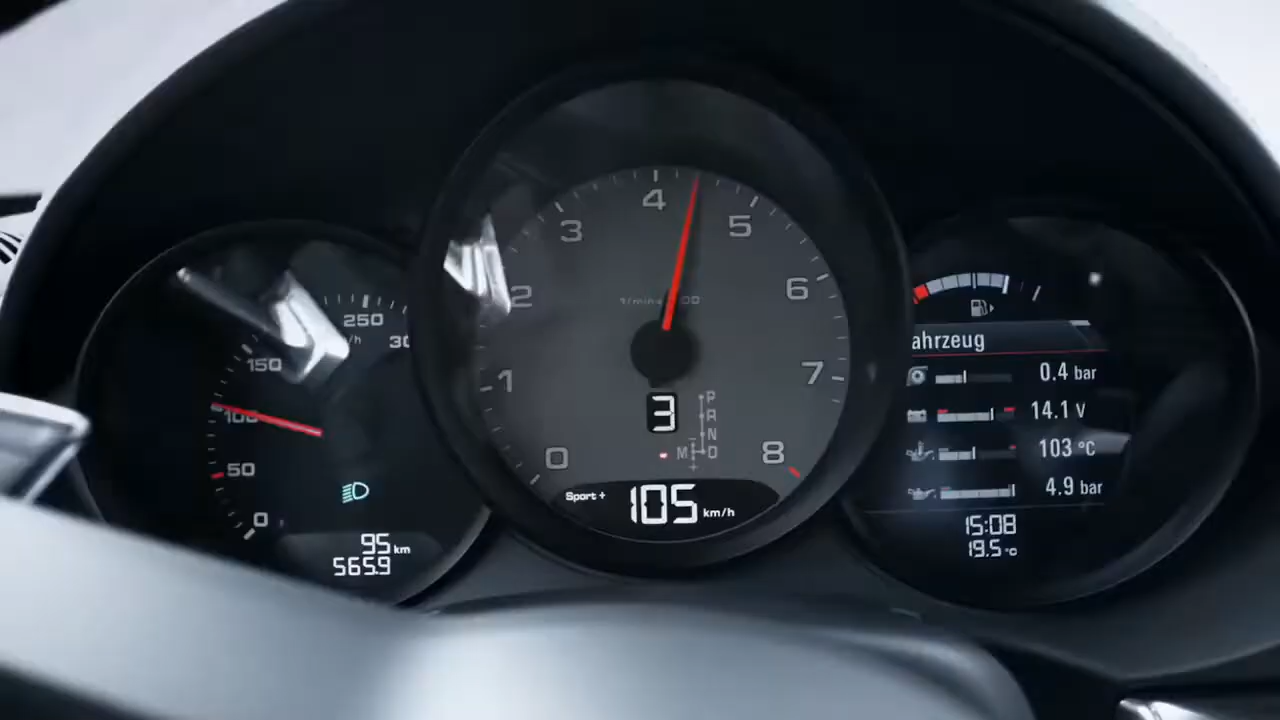 250
/h
30
150
100
50
0
95 km
565.9
4
3
5
2
6
1
7
0
8
3
P
R
N
M D
Sport +
105 km/h
ahrzeug
0.4 bar
14.1 V
103 °C
4.9 bar
15:08
19.5 °C